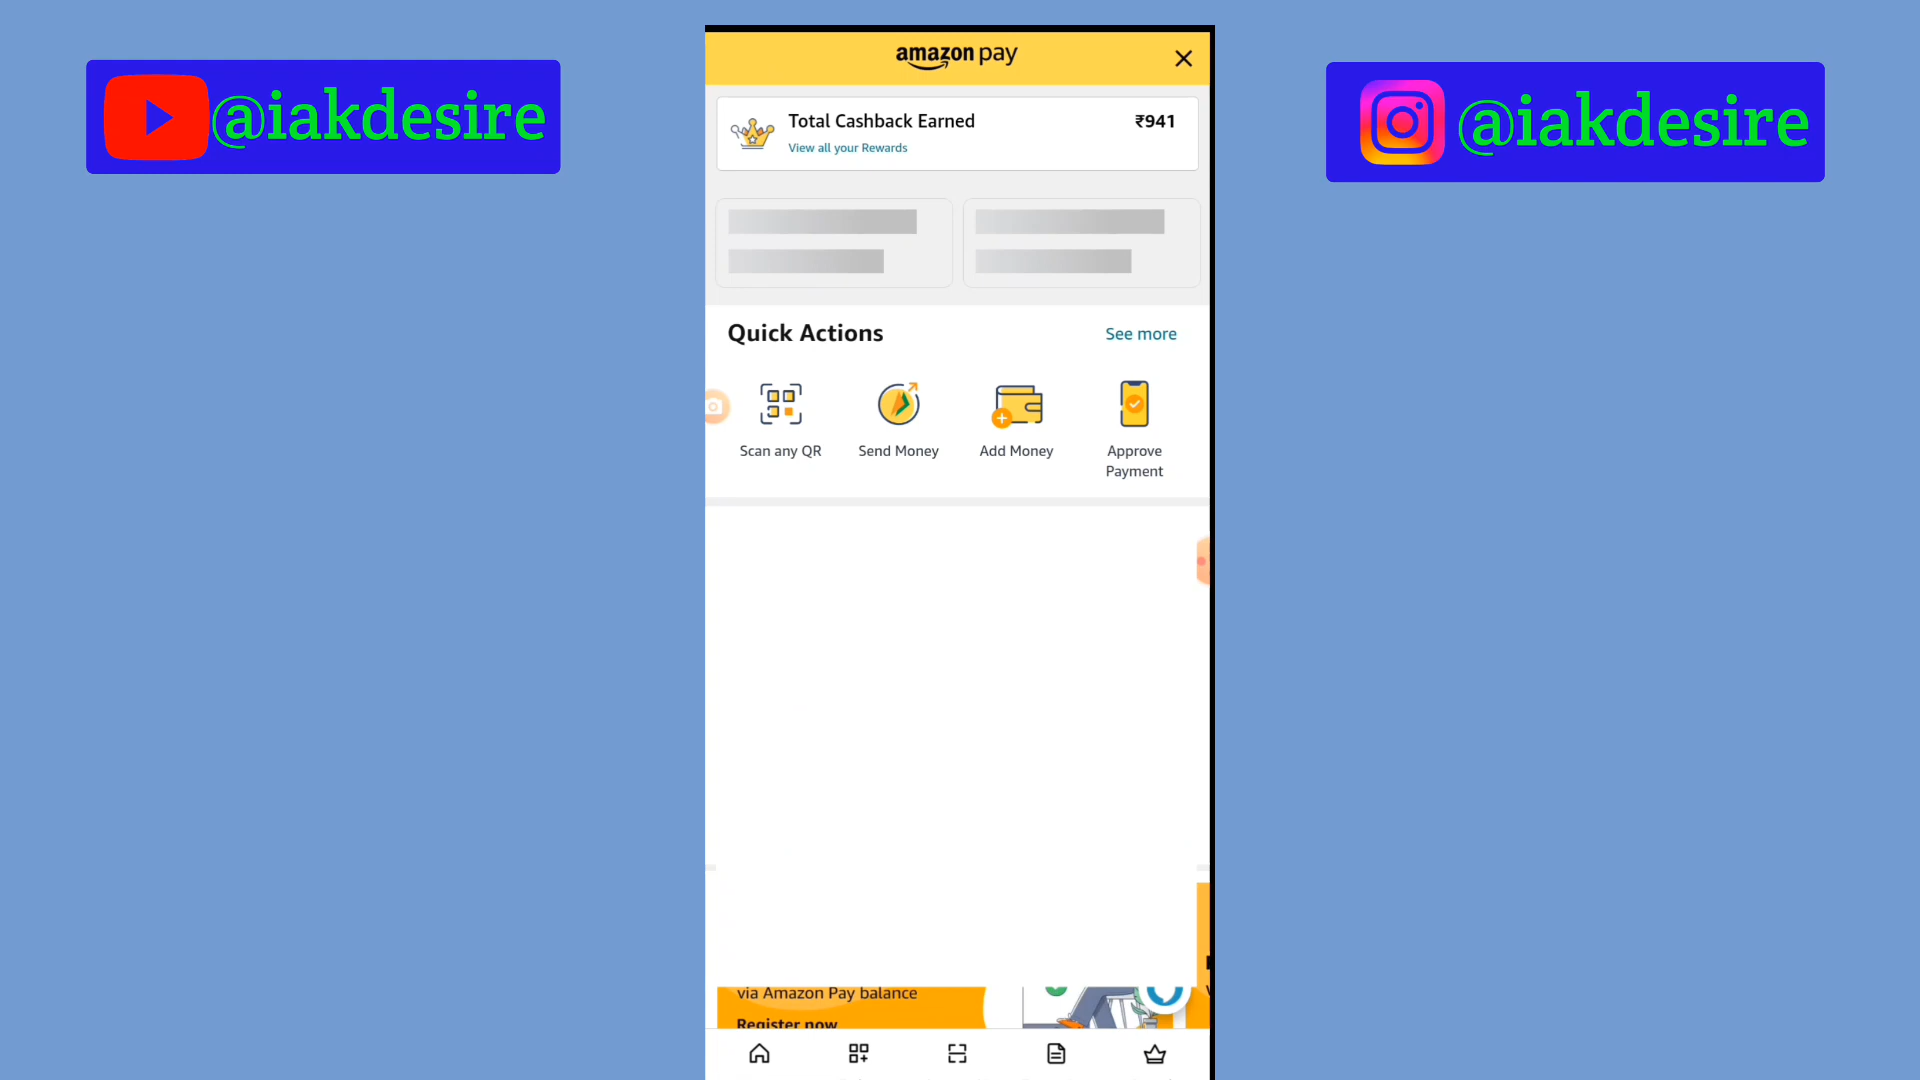 @iakdesire
amazon pay
@iakdesire
Total Cashback Earned
₹941
View all your Rewards
Quick Actions
See more
Scan any QR
Send Money
Add Money
Approve
Payment
via Amazon Pay balance
Register now